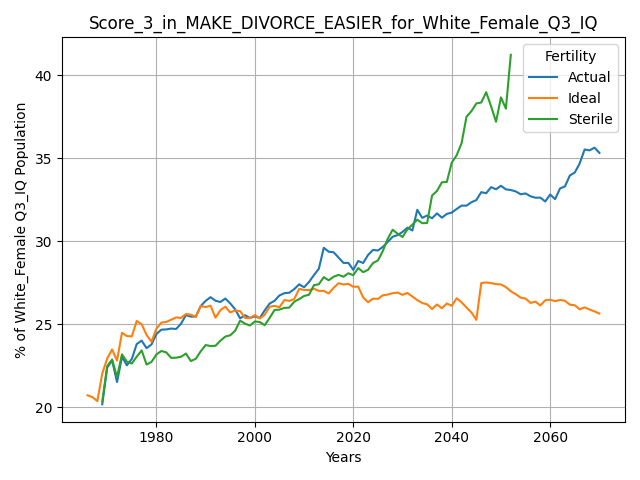 Score_3_in_MAKE_DIVORCE_EASIER_for_White_Female_Q3_IQ
% of White_Female Q3_IQ Population
40
35
30
25
20
Fertility
Actual
Ideal
Sterile
1980
2000
2020
2040
2060
Years